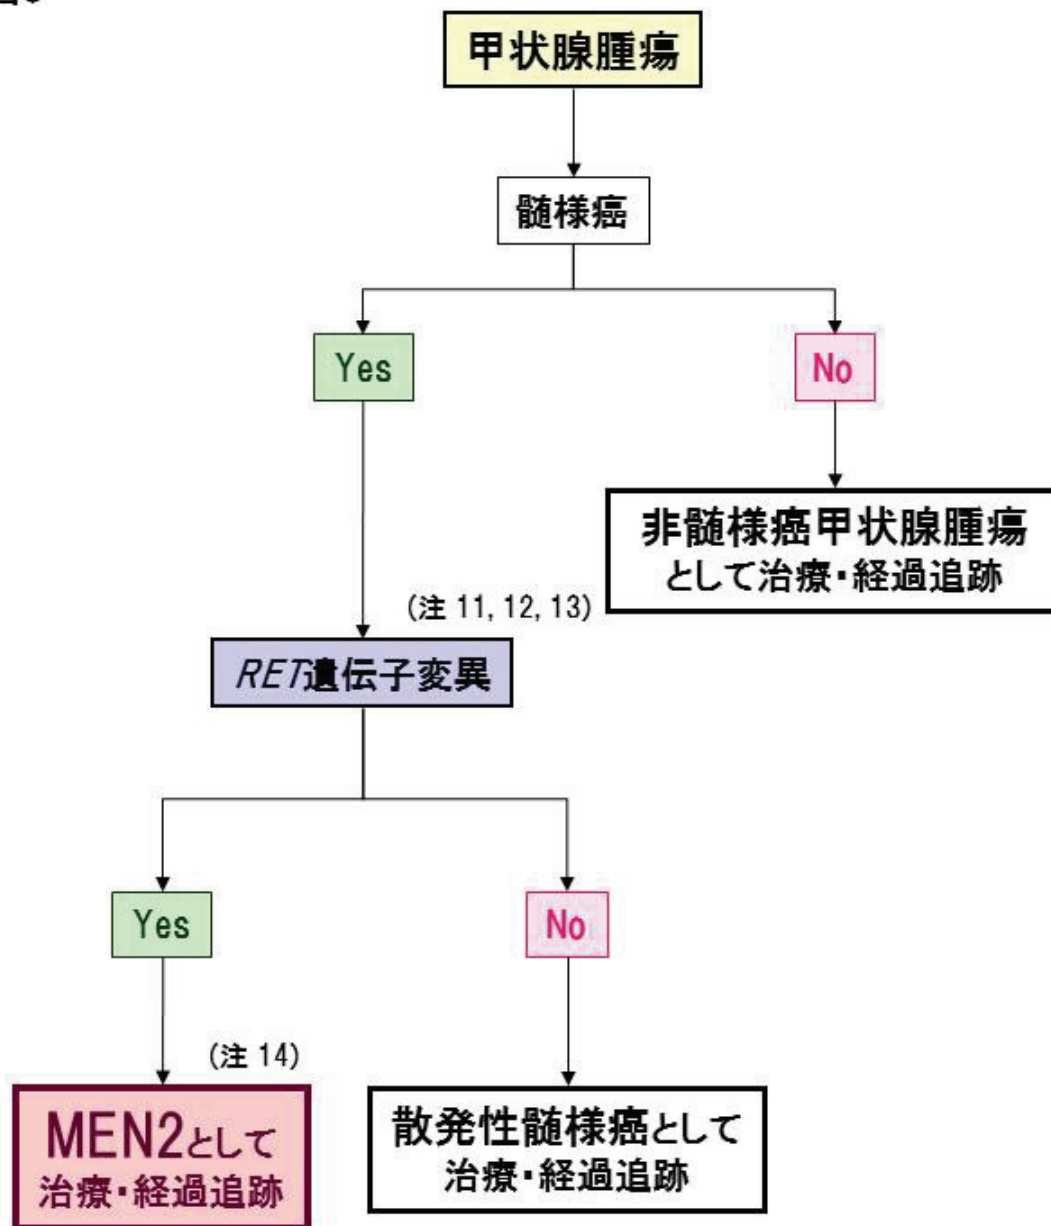 甲状腺腫瘍
髄様癌
Yes
No
非髄様癌甲状腺腫瘍
として治療・経過追跡
(注 11, 12, 13)
RET遺伝子変異
Yes
No
(注 14)
MEN2として
治療・経過追跡
散発性髄様癌として
治療・経過追跡